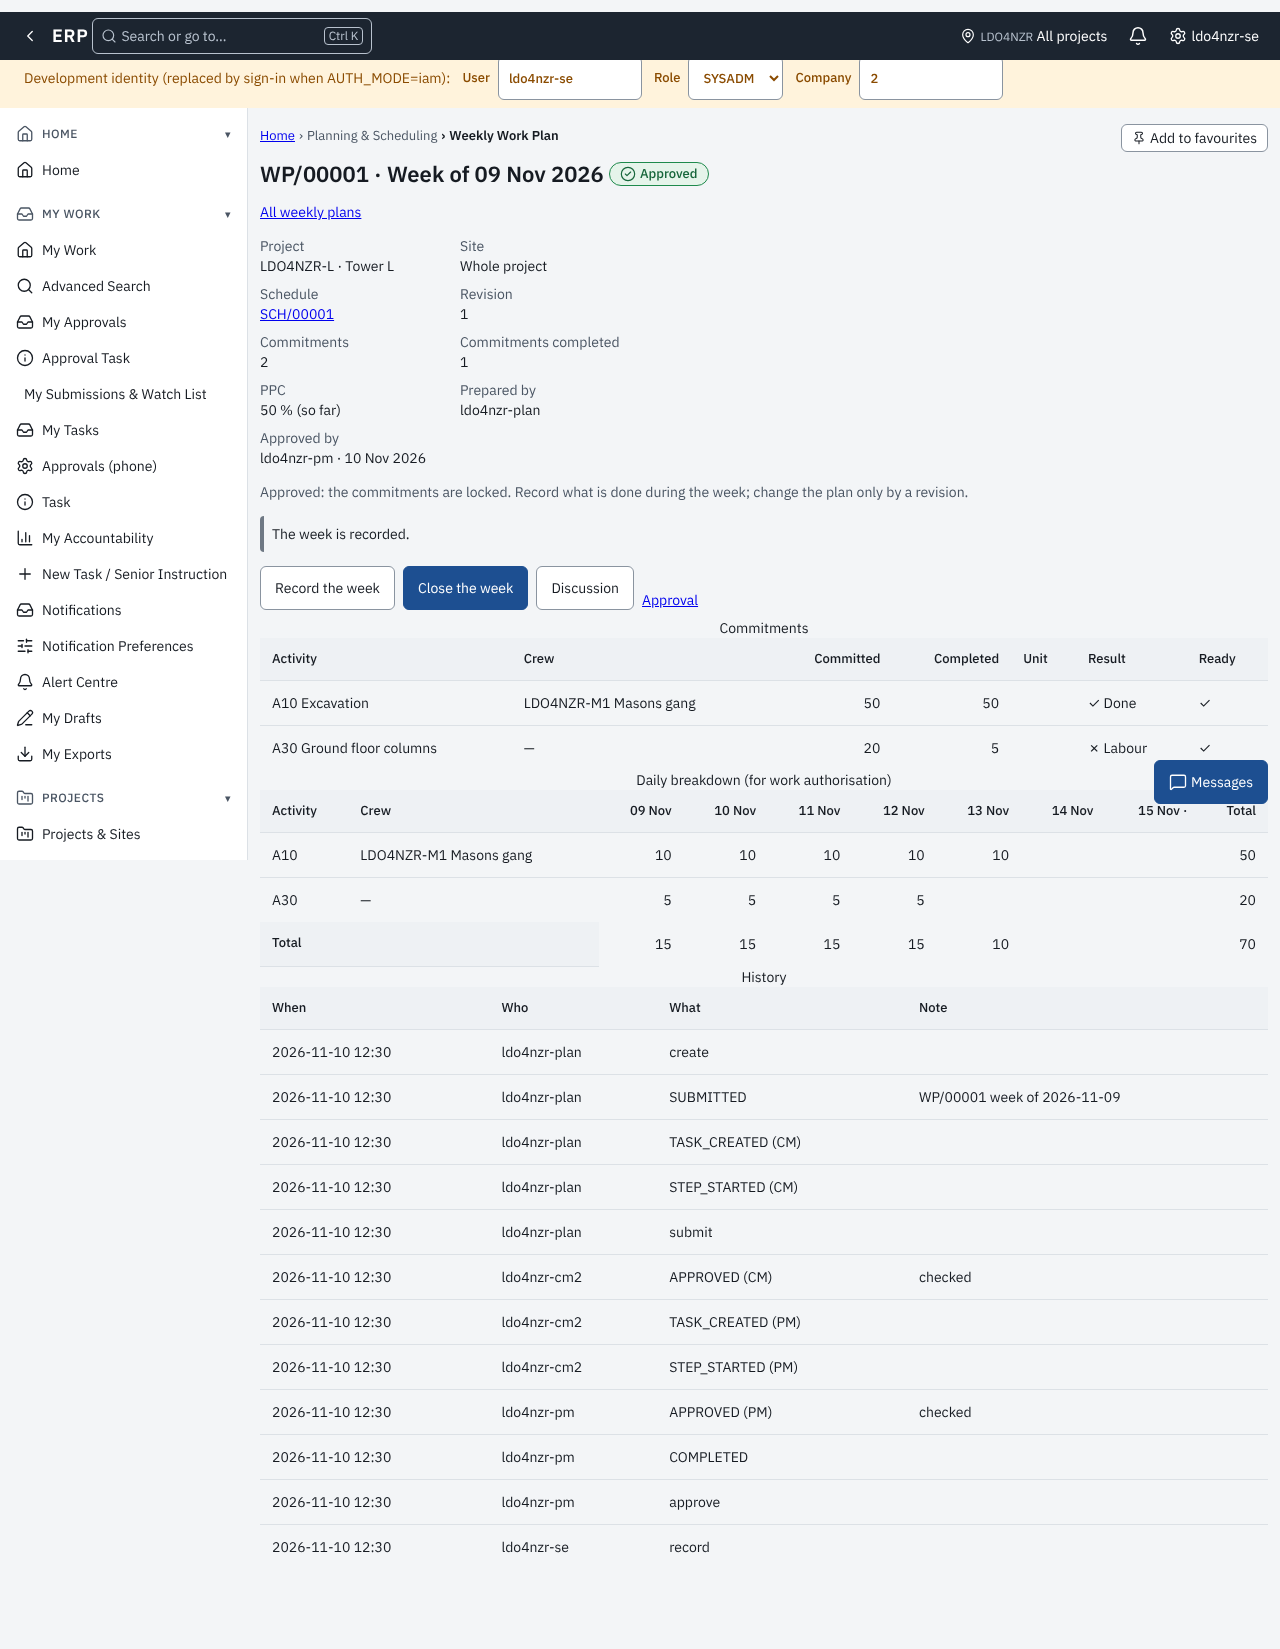 ERP Search or go to... Ctrl K LDO4NZR All projects ldo4nzr-se
Development identity (replaced by sign-in when AUTH_MODE=iam): User ldo4nzr-se Role SYSADM Company 2
HOME ▾
Home
MY WORK ▾
My Work
Advanced Search
My Approvals
Approval Task
My Submissions & Watch List
My Tasks
Approvals (phone)
Task
My Accountability
New Task / Senior Instruction
Notifications
Notification Preferences
Alert Centre
My Drafts
My Exports
PROJECTS ▾
Projects & Sites
Home › Planning & Scheduling › Weekly Work Plan
Add to favourites
WP/00001 · Week of 09 Nov 2026 Approved
All weekly plans
Project Site
LDO4NZR-L · Tower L Whole project
Schedule Revision
SCH/00001 1
Commitments Commitments completed
2 1
PPC Prepared by
50 % (so far) ldo4nzr-plan
Approved by
ldo4nzr-pm · 10 Nov 2026
Approved: the commitments are locked. Record what is done during the week; change the plan only by a revision.
The week is recorded.
Record the week Close the week Discussion Approval
Commitments
Activity Crew Committed Completed Unit Result Ready
A10 Excavation LDO4NZR-M1 Masons gang 50 50 ✓ Done ✓
A30 Ground floor columns — 20 5 ✕ Labour ✓
Messages
Daily breakdown (for work authorisation)
Activity Crew 09 Nov 10 Nov 11 Nov 12 Nov 13 Nov 14 Nov 15 Nov · Total
A10 LDO4NZR-M1 Masons gang 10 10 10 10 10 50
A30 — 5 5 5 5 20
Total 15 15 15 15 10 70
History
When Who What Note
2026-11-10 12:30 ldo4nzr-plan create
2026-11-10 12:30 ldo4nzr-plan SUBMITTED WP/00001 week of 2026-11-09
2026-11-10 12:30 ldo4nzr-plan TASK_CREATED (CM)
2026-11-10 12:30 ldo4nzr-plan STEP_STARTED (CM)
2026-11-10 12:30 ldo4nzr-plan submit
2026-11-10 12:30 ldo4nzr-cm2 APPROVED (CM) checked
2026-11-10 12:30 ldo4nzr-cm2 TASK_CREATED (PM)
2026-11-10 12:30 ldo4nzr-cm2 STEP_STARTED (PM)
2026-11-10 12:30 ldo4nzr-pm APPROVED (PM) checked
2026-11-10 12:30 ldo4nzr-pm COMPLETED
2026-11-10 12:30 ldo4nzr-pm approve
2026-11-10 12:30 ldo4nzr-se record